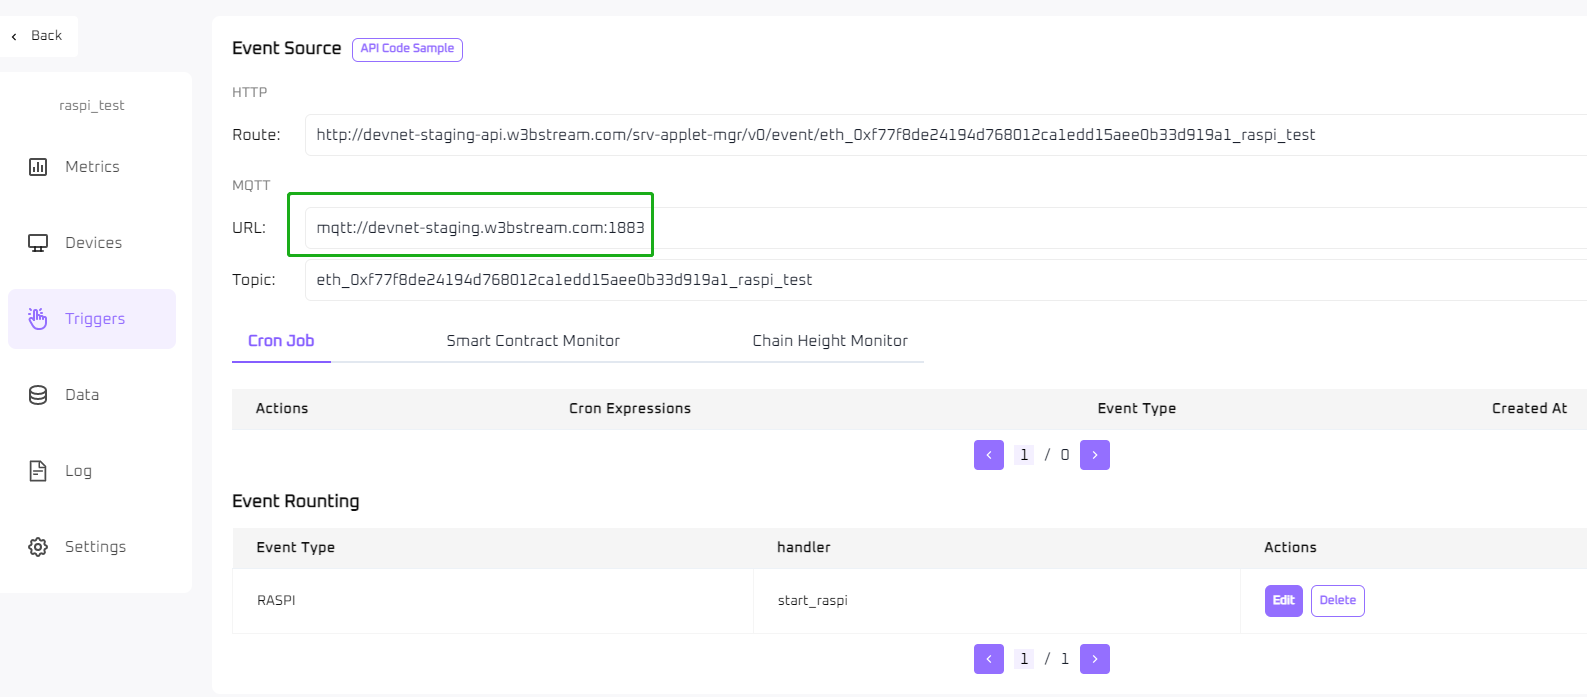 ‹ Back
raspi_test
Metrics
Devices
Triggers
Data
Log
Settings
Event Source API Code Sample
HTTP
Route: http://devnet-staging-api.w3bstream.com/srv-applet-mgr/v0/event/eth_0xf77f8de24194d768012ca1edd15aee0b33d919a1_raspi_test
MQTT
URL: mqtt://devnet-staging.w3bstream.com:1883
Topic: eth_0xf77f8de24194d768012ca1edd15aee0b33d919a1_raspi_test
Cron Job Smart Contract Monitor Chain Height Monitor
Actions Cron Expressions Event Type Created At
‹ 1 / 0 ›
Event Rounting
Event Type handler Actions
RASPI start_raspi Edit Delete
‹ 1 / 1 ›